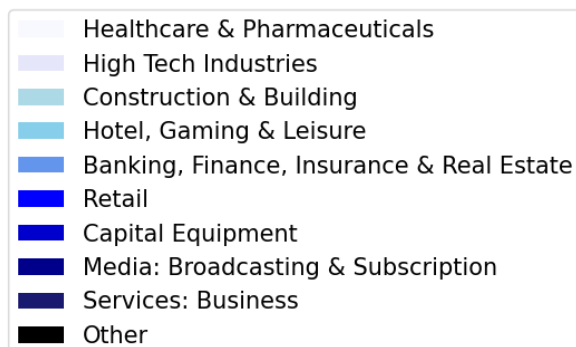 Healthcare & Pharmaceuticals
High Tech Industries
Construction & Building
Hotel, Gaming & Leisure
Banking, Finance, Insurance & Real Estate
Retail
Capital Equipment
Media: Broadcasting & Subscription
Services: Business
Other